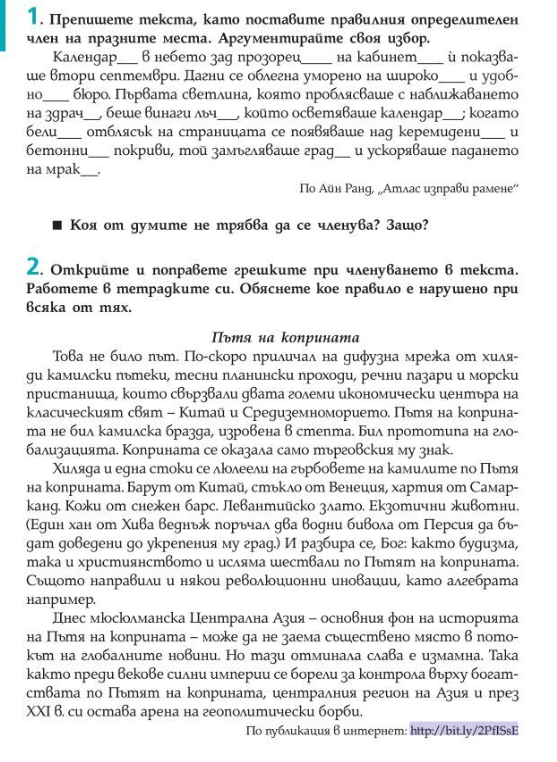 1. Препишете текста, като поставите правилния определителен
член на празните места. Аргументирайте своя избор.
Календар___ в небето зад прозорец____ на кабинет____ ѝ показва-
ше втори септември. Дагни се облегна уморено на широко___ и удоб-
но___ бюро. Първата светлина, която проблясваше с наближаването
на здрач__, беше винаги лъч__, който осветяваше календар__; когато
бели___ отблясък на страницата се появяваше над керемидени___ и
бетонни___ покриви, той замъгляваше град__ и ускоряваше падането
на мрак__.
По Айн Ранд, „Атлас изправи рамене“
■ Коя от думите не трябва да се членува? Защо?
2. Открийте и поправете грешките при членуването в текста.
Работете в тетрадките си. Обяснете кое правило е нарушено при
всяка от тях.
Пътя на коприната
Това не било път. По-скоро приличал на дифузна мрежа от хиля-
ди камилски пътеки, тесни планински проходи, речни пазари и морски
пристанища, които свързвали двата големи икономически центъра на
класическият свят – Китай и Средиземноморието. Пътя на коприна-
та не бил камилска бразда, изровена в степта. Бил прототипа на гло-
бализацията. Коприната се оказала само търговския му знак.
Хиляда и една стоки се люлеели на гърбовете на камилите по Пътя
на коприната. Барут от Китай, стъкло от Венеция, хартия от Самар-
канд. Кожи от снежен барс. Левантийско злато. Екзотични животни.
(Един хан от Хива веднъж поръчал два водни бивола от Персия да бъ-
дат доведени до укрепения му град.) И разбира се, Бог: както будизма,
така и християнството и исляма шествали по Пътят на коприната.
Същото направили и някои революционни иновации, като алгебрата
например.
Днес мюсюлманска Централна Азия – основния фон на историята
на Пътя на коприната – може да не заема съществено място в пото-
кът на глобалните новини. Но тази отминала слава е измамна. Така
както преди векове силни империи се борели за контрола върху богат-
ствата по Пътят на коприната, централния регион на Азия и през
XXI в. си остава арена на геополитически борби.
По публикация в интернет: http://bit.ly/2PfISsE